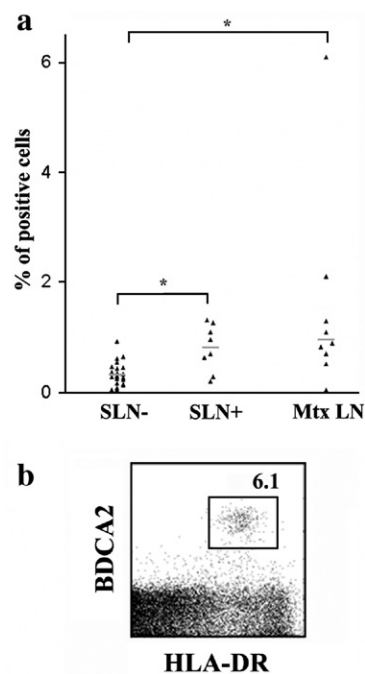 a
*
6
4
*
2
0
% of positive cells
SLN- SLN+ Mtx LN
b
6.1
BDCA2
HLA-DR